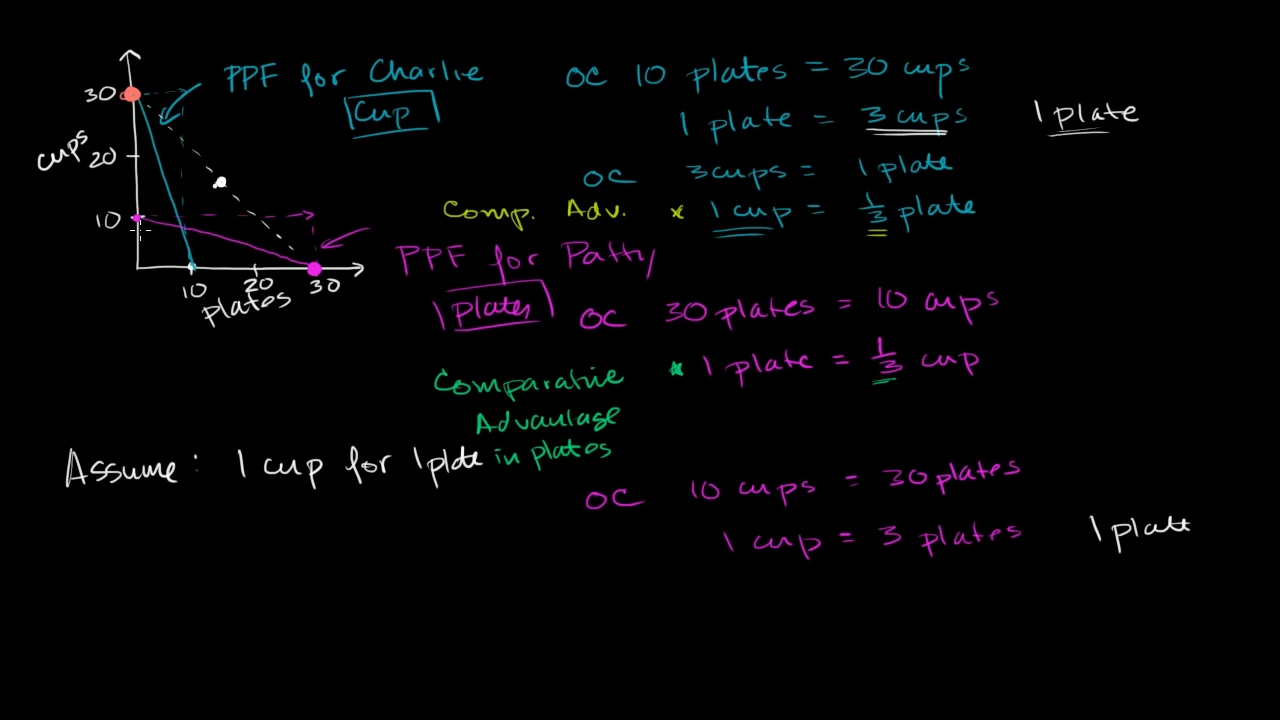 PPF for Charlie
Cup
OC 10 plates = 30 cups
1 plate = 3 cups
1 plate
OC 3 cups = 1 plate
Comp. Adv. * 1 cup = 1/3 plate
30
cups
20
10
10
20
30
plates
PPF for Patty
plates
OC 30 plates = 10 cups
* 1 plate = 1/3 cup
Comparative
Advantage
in plates
Assume: 1 cup for 1 plate
OC 10 cups = 30 plates
1 cup = 3 plates
1 plate